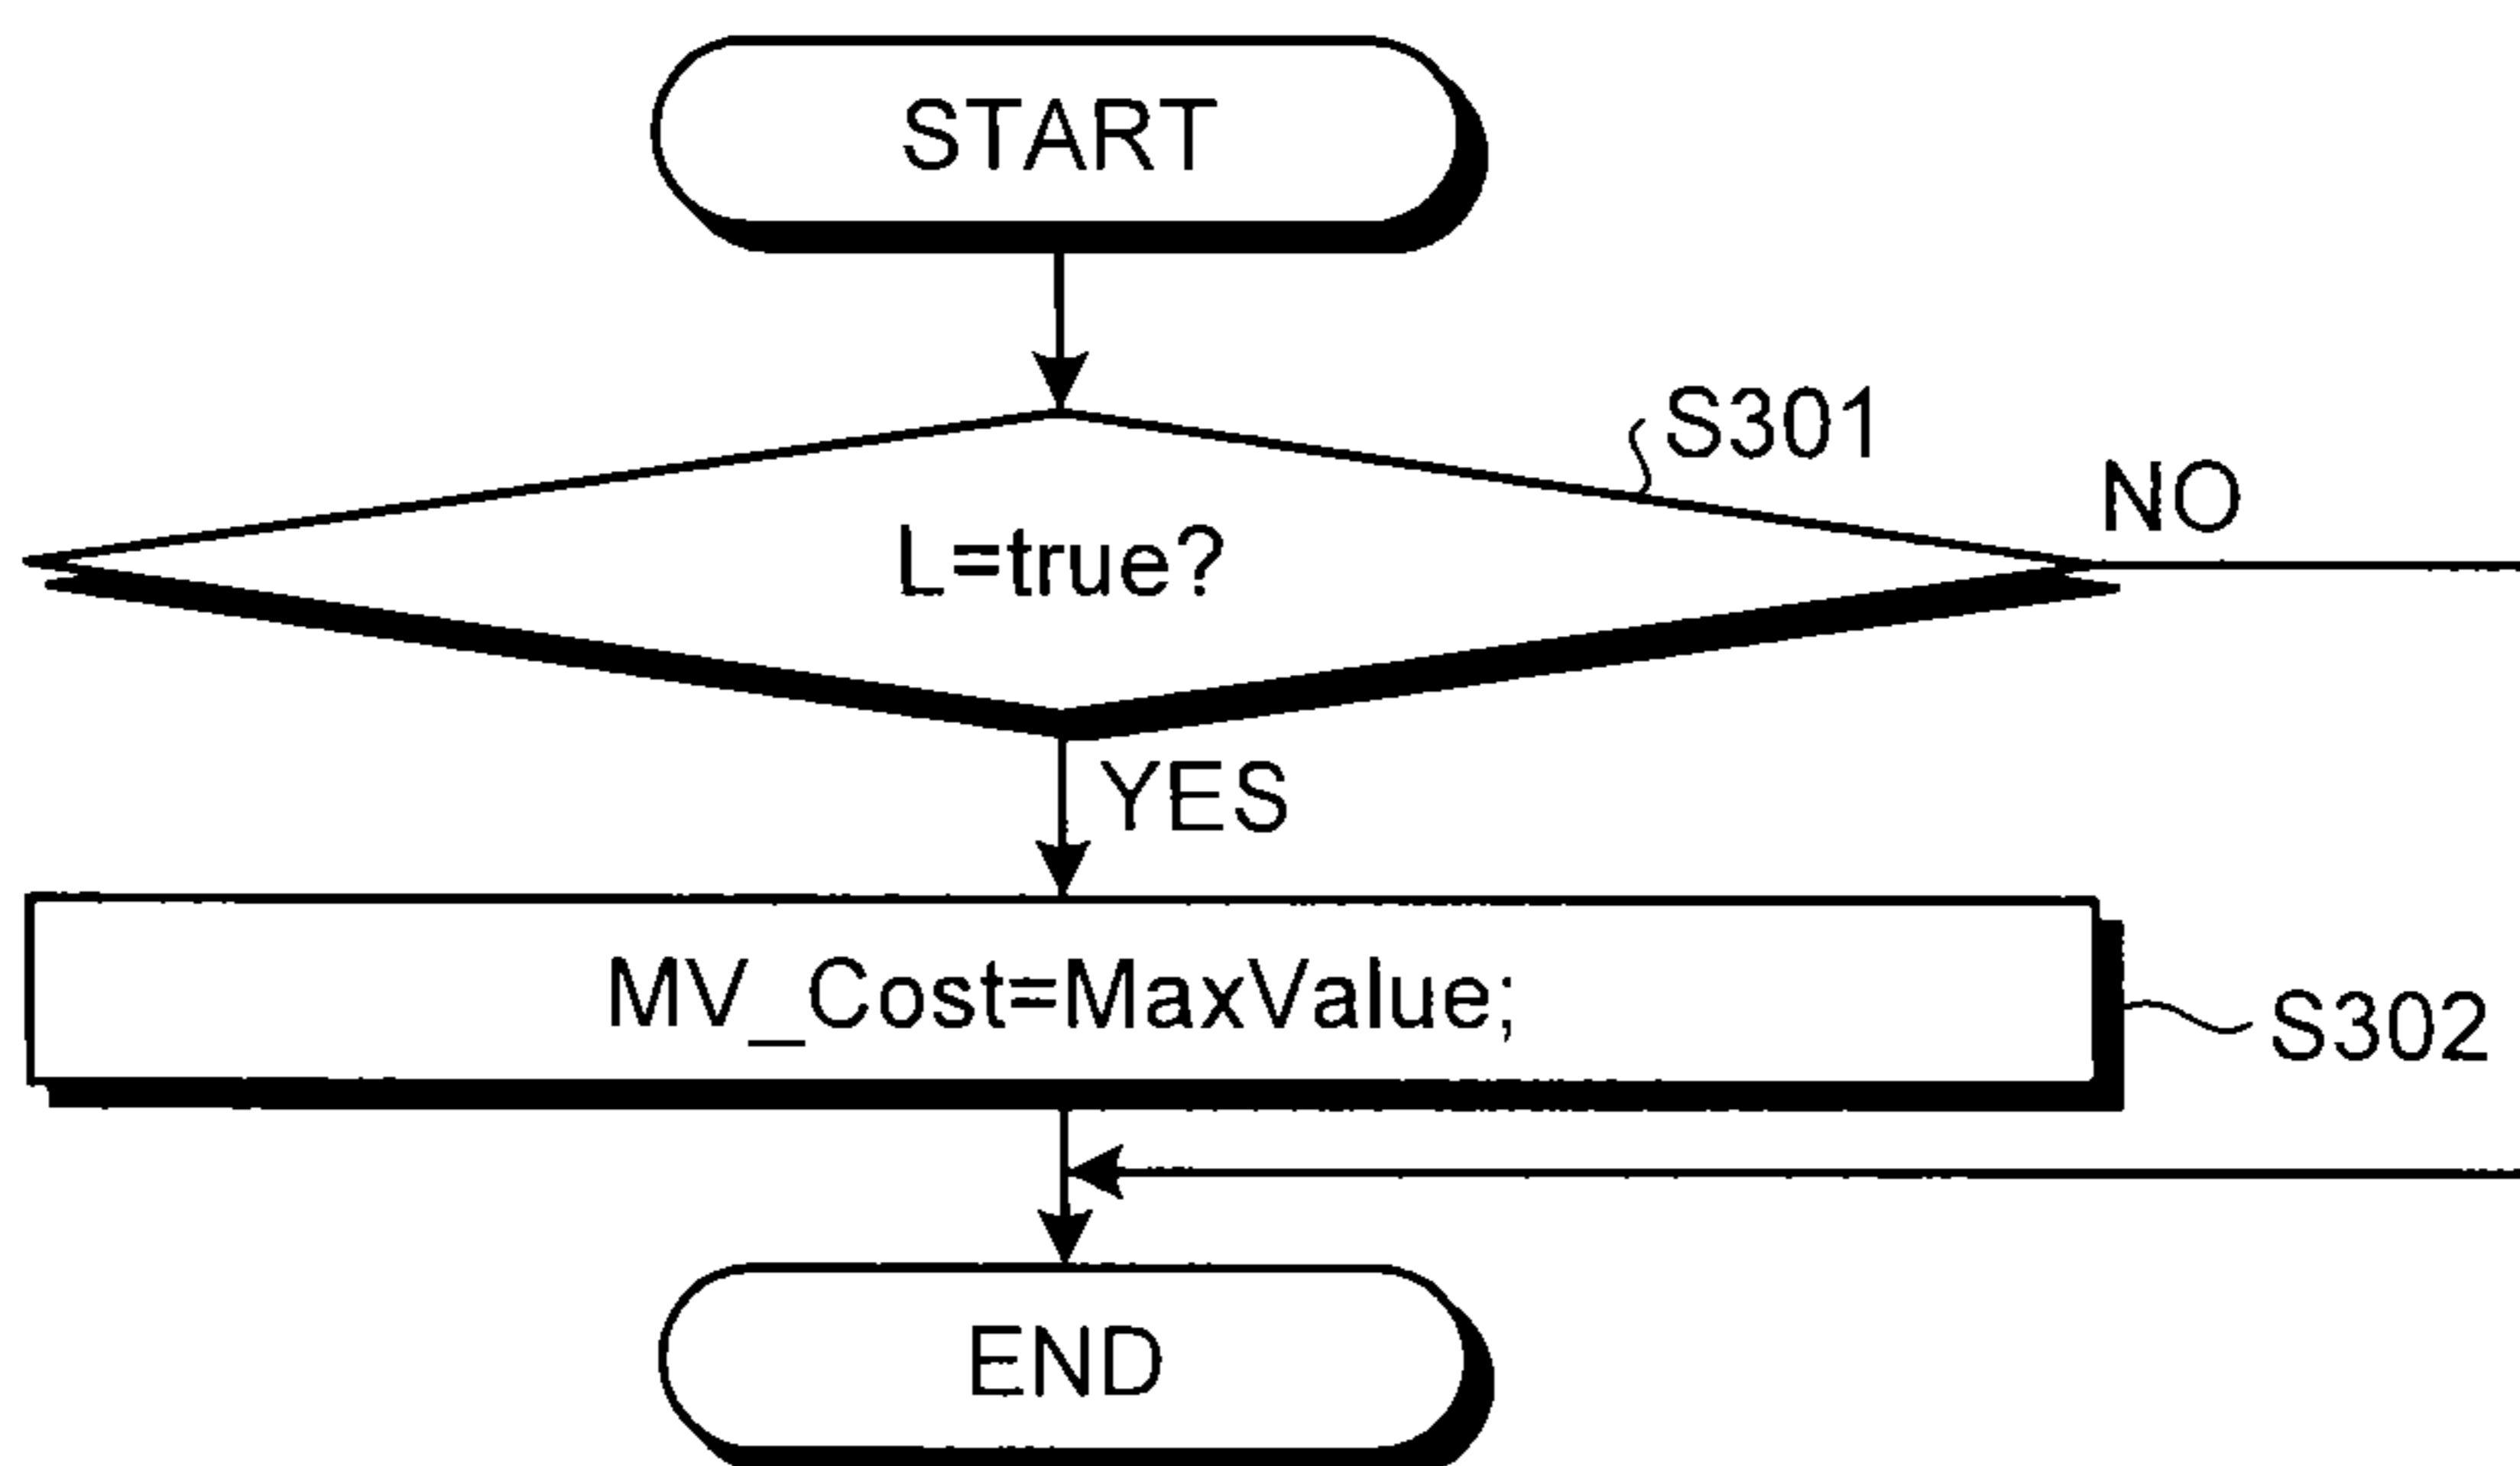 START
S301
NO
L=true?
YES
MV_Cost=MaxValue;
S302
END